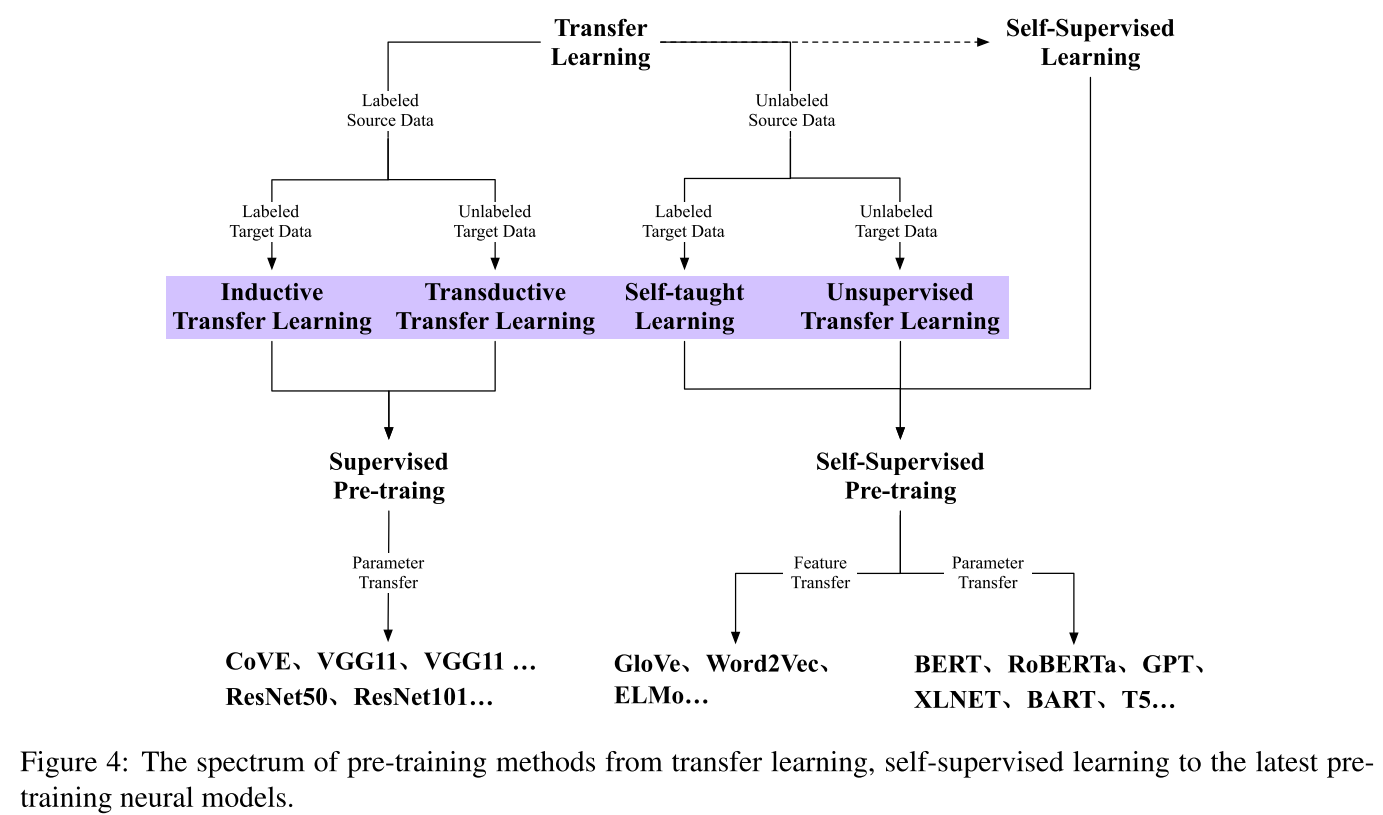 Transfer
Learning
Self-Supervised
Learning
Labeled
Source Data
Unlabeled
Source Data
Labeled
Target Data
Unlabeled
Target Data
Labeled
Target Data
Unlabeled
Target Data
Inductive
Transfer Learning
Transductive
Transfer Learning
Self-taught
Learning
Unsupervised
Transfer Learning
Supervised
Pre-traing
Self-Supervised
Pre-traing
Parameter
Transfer
Feature
Transfer
Parameter
Transfer
CoVE、VGG11、VGG11 …
ResNet50、ResNet101…
GloVe、Word2Vec、
ELMo…
BERT、RoBERTa、GPT、
XLNET、BART、T5…
Figure 4: The spectrum of pre-training methods from transfer learning, self-supervised learning to the latest pre-
training neural models.